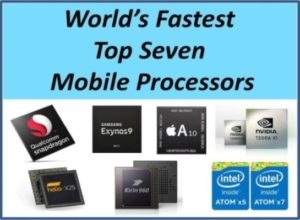 World's Fastest
Top Seven
Mobile Processors
Qualcomm
snapdragon
SAMSUNG
Exynos9
A10
NVIDIA
TEGRA X1
helio X25
Kirin 960
intel inside
ATOM x5
intel inside
ATOM x7